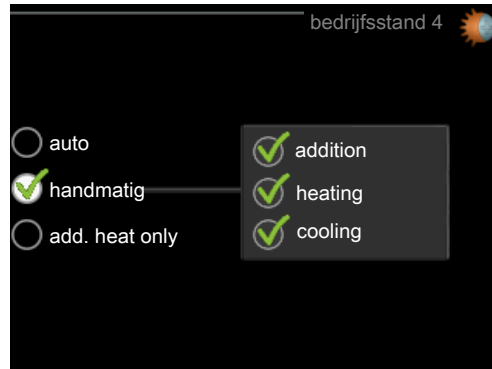 bedrijfsstand 4
auto
handmatig
add. heat only
addition
heating
cooling